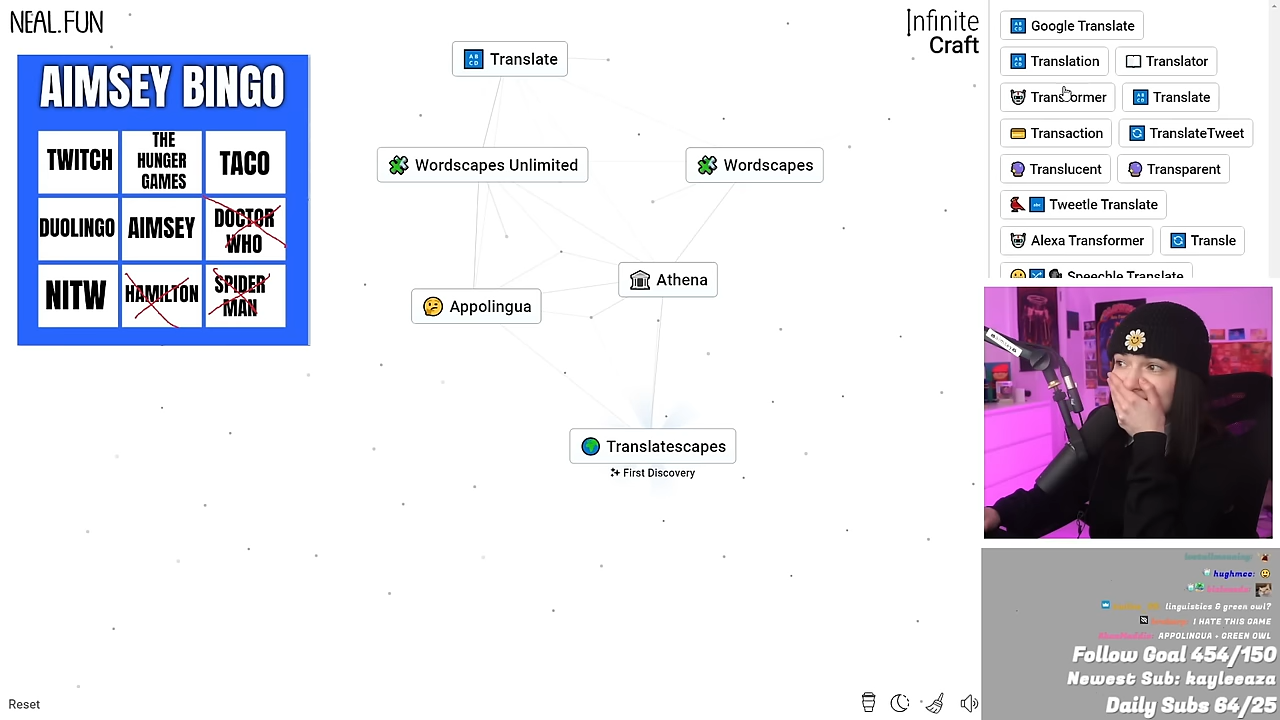 NEAL.FUN
Infinite
Craft
AIMSEY BINGO
TWITCH
THE
HUNGER
GAMES
TACO
DUOLINGO
AIMSEY
DOCTOR
WHO
NITW
HAMILTON
SPIDER
MAN
Translate
Wordscapes Unlimited
Wordscapes
Athena
Appolingua
Translatescapes
First Discovery
Google Translate
Translation
Translator
Transformer
Translate
Transaction
TranslateTweet
Translucent
Transparent
Tweetle Translate
Alexa Transformer
Transle
Speechle Translate
hughmcc:
linguistics & green owl?
I HATE THIS GAME
APPOLINGUA + GREEN OWL
Follow Goal 454/150
Newest Sub: kayleeaza
Daily Subs 64/25
Reset